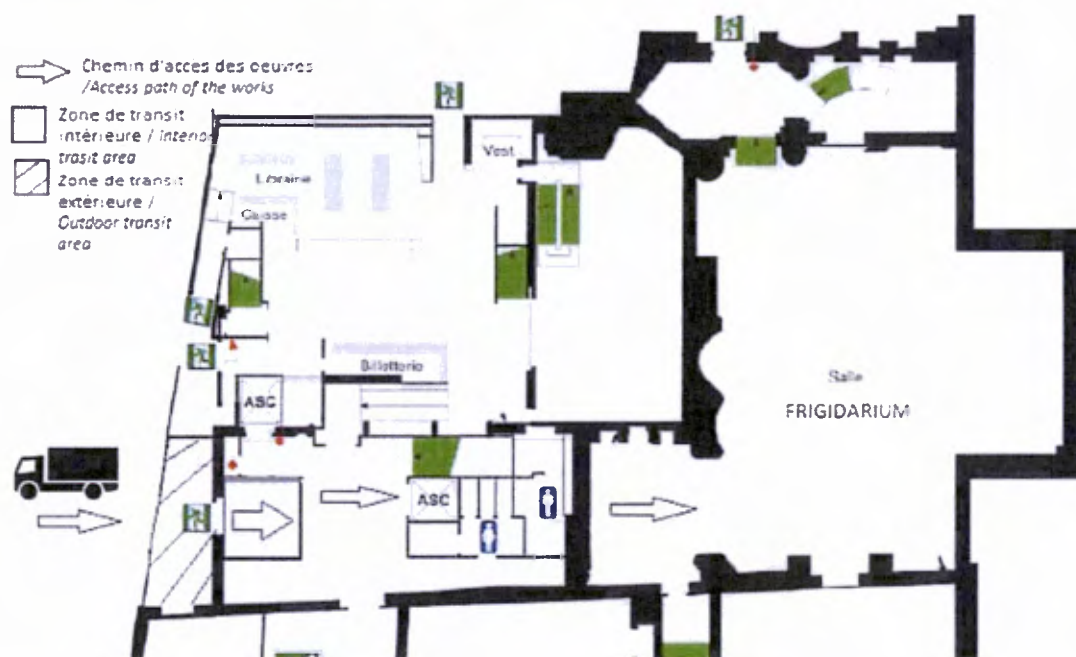 Chemin d'acces des oeuvres
/Access path of the works
Zone de transit
intérieure / Interior
trasit area
Zone de transit
extérieure /
Outdoor transit
area
Vest.
Librairie
Caisse
Billetterie
ASC
ASC
Salle
FRIGIDARIUM